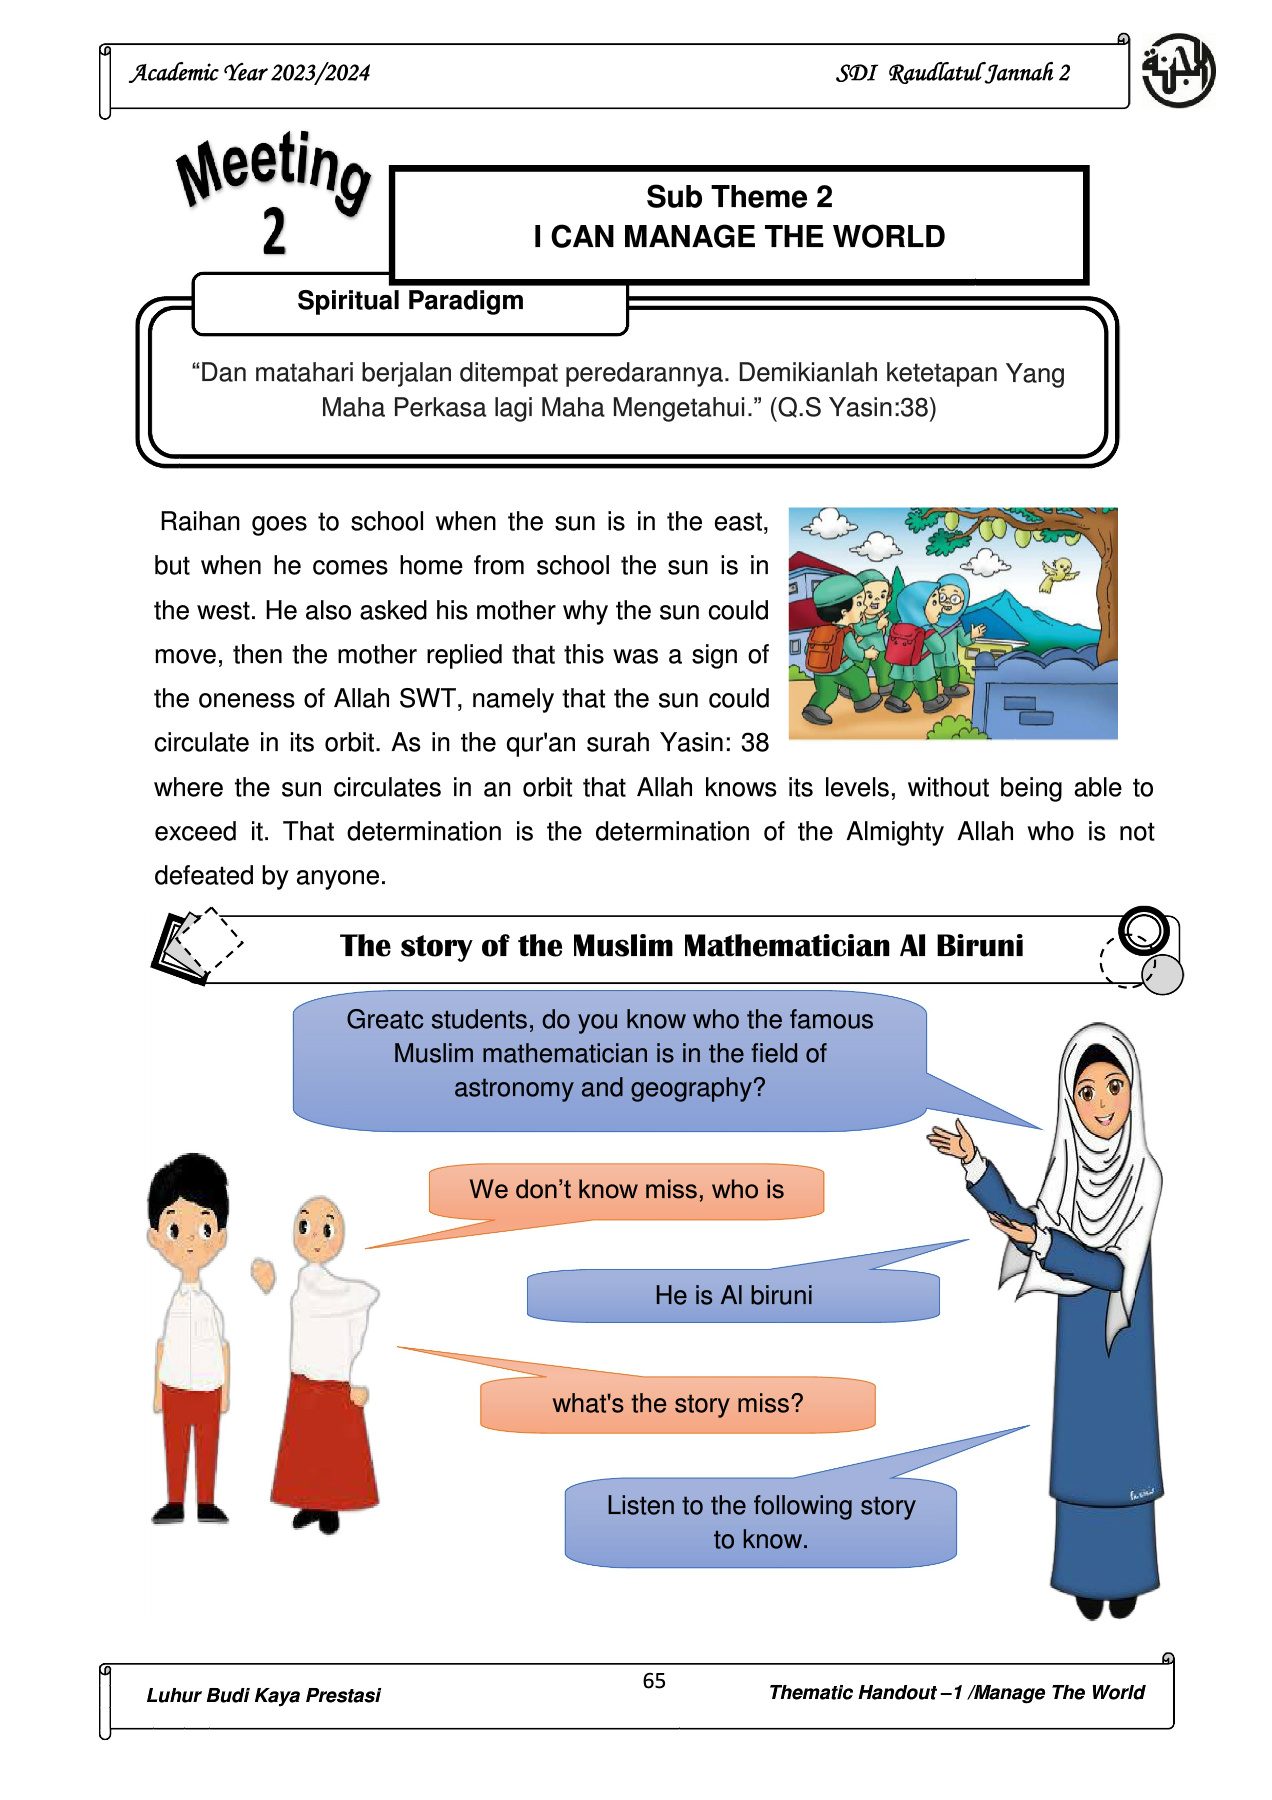 Academic Year 2023/2024
SDI Raudlatul Jannah 2
Meeting
2
Sub Theme 2
I CAN MANAGE THE WORLD
Spiritual Paradigm
“Dan matahari berjalan ditempat peredarannya. Demikianlah ketetapan Yang
Maha Perkasa lagi Maha Mengetahui.” (Q.S Yasin:38)
Raihan goes to school when the sun is in the east,
but when he comes home from school the sun is in
the west. He also asked his mother why the sun could
move, then the mother replied that this was a sign of
the oneness of Allah SWT, namely that the sun could
circulate in its orbit. As in the qur'an surah Yasin: 38
where the sun circulates in an orbit that Allah knows its levels, without being able to
exceed it. That determination is the determination of the Almighty Allah who is not
defeated by anyone.
The story of the Muslim Mathematician Al Biruni
Greatc students, do you know who the famous
Muslim mathematician is in the field of
astronomy and geography?
We don’t know miss, who is
He is Al biruni
what's the story miss?
Listen to the following story
to know.
Luhur Budi Kaya Prestasi
65
Thematic Handout –1 /Manage The World